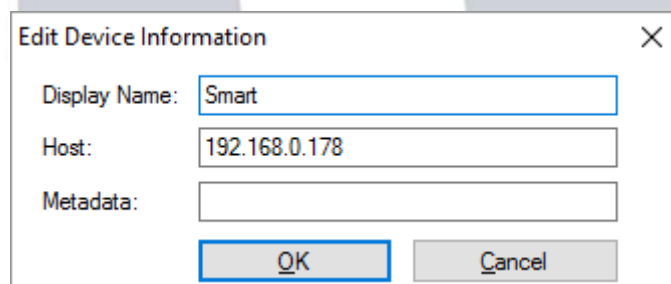 Edit Device Information
Display Name: Smart
Host: 192.168.0.178
Metadata:
OK Cancel